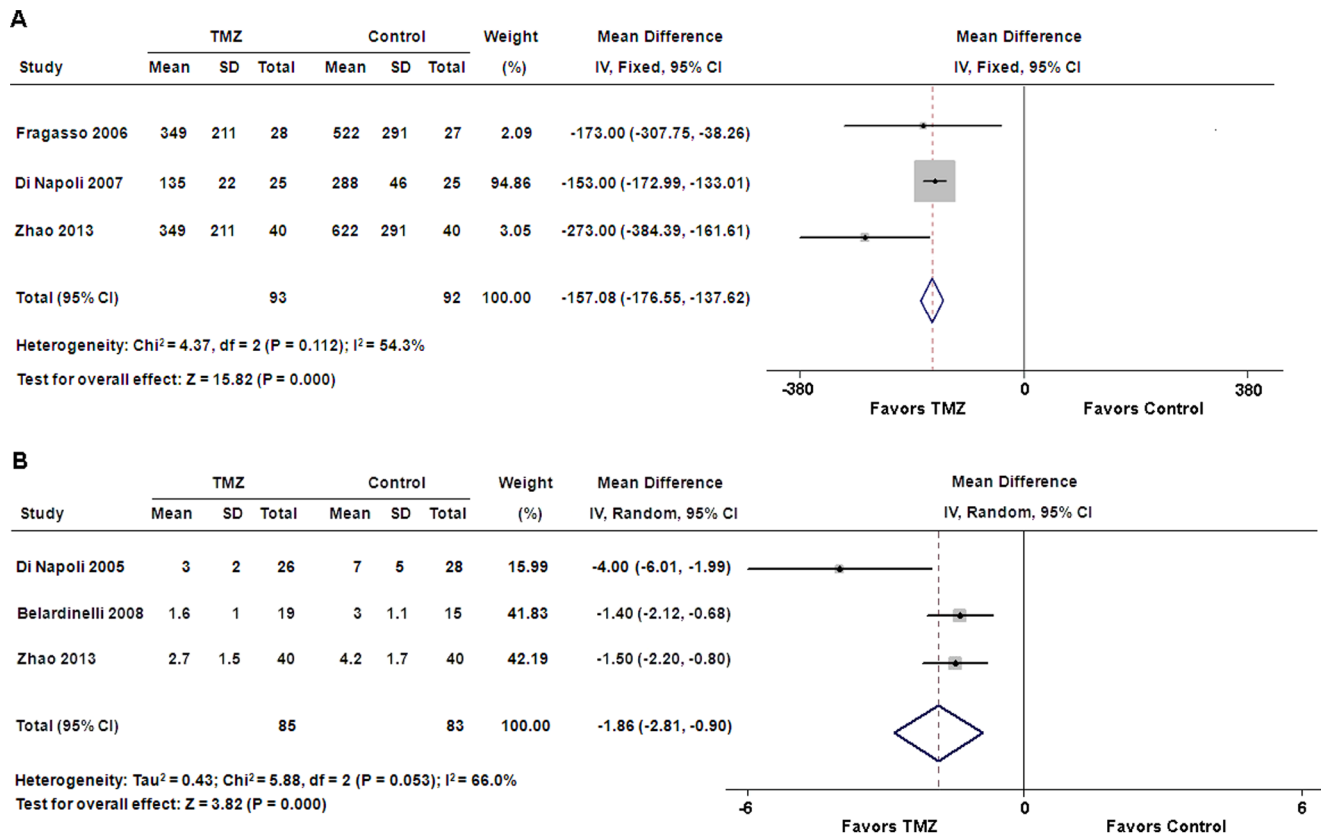 A
TMZ Control Weight Mean Difference Mean Difference
Study Mean SD Total Mean SD Total (%) IV, Fixed, 95% CI IV, Fixed, 95% CI
Fragasso 2006 349 211 28 522 291 27 2.09 -173.00 (-307.75, -38.26)
Di Napoli 2007 135 22 25 288 46 25 94.86 -153.00 (-172.99, -133.01)
Zhao 2013 349 211 40 622 291 40 3.05 -273.00 (-384.39, -161.61)
Total (95% CI) 93 92 100.00 -157.08 (-176.55, -137.62)
Heterogeneity: Chi² = 4.37, df = 2 (P = 0.112); I² = 54.3%
Test for overall effect: Z = 15.82 (P = 0.000)
-380 0 380
Favors TMZ Favors Control
B
TMZ Control Weight Mean Difference Mean Difference
Study Mean SD Total Mean SD Total (%) IV, Random, 95% CI IV, Random, 95% CI
Di Napoli 2005 3 2 26 7 5 28 15.99 -4.00 (-6.01, -1.99)
Belardinelli 2008 1.6 1 19 3 1.1 15 41.83 -1.40 (-2.12, -0.68)
Zhao 2013 2.7 1.5 40 4.2 1.7 40 42.19 -1.50 (-2.20, -0.80)
Total (95% CI) 85 83 100.00 -1.86 (-2.81, -0.90)
Heterogeneity: Tau² = 0.43; Chi² = 5.88, df = 2 (P = 0.053); I² = 66.0%
Test for overall effect: Z = 3.82 (P = 0.000)
-6 0 6
Favors TMZ Favors Control